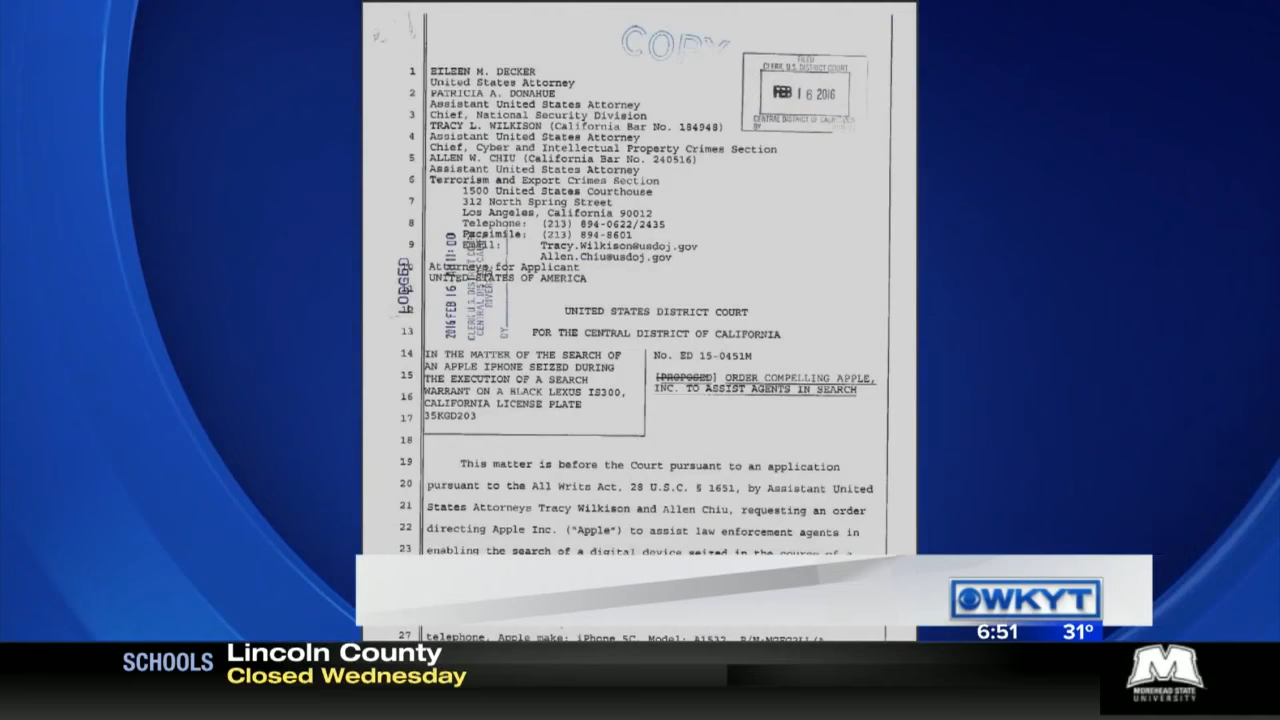 COPY
FILED
CLERK U.S. DISTRICT COURT
FEB 16 2016
CENTRAL DISTRICT OF
BY
1 EILEEN M. DECKER
United States Attorney
2 PATRICIA A. DONAHUE
Assistant United States Attorney
3 Chief, National Security Division
TRACY L. WILKISON (California Bar No. 184948)
4 Assistant United States Attorney
Chief, Cyber and Intellectual Property Crimes Section
5 ALLEN W. CHIU (California Bar No. 240516)
Assistant United States Attorney
6 Terrorism and Export Crimes Section
1500 United States Courthouse
7 312 North Spring Street
Los Angeles, California 90012
8 Telephone: (213) 894-0622/2435
Facsimile: (213) 894-8601
9 Email: Tracy.Wilkison@usdoj.gov
Allen.Chiu@usdoj.gov
10 Attorneys for Applicant
11 UNITED STATES OF AMERICA
LODGED
2016 FEB 16 AM 11:00
CLERK U.S. DISTRICT
CENTRAL DIST
BY
12 UNITED STATES DISTRICT COURT
13 FOR THE CENTRAL DISTRICT OF CALIFORNIA
14 IN THE MATTER OF THE SEARCH OF
AN APPLE IPHONE SEIZED DURING
15 THE EXECUTION OF A SEARCH
16 WARRANT ON A BLACK LEXUS IS300,
CALIFORNIA LICENSE PLATE
17 35KGD203
No. ED 15-0451M
[PROPOSED] ORDER COMPELLING APPLE,
INC. TO ASSIST AGENTS IN SEARCH
18
19 This matter is before the Court pursuant to an application
20 pursuant to the All Writs Act, 28 U.S.C. § 1651, by Assistant United
21 States Attorneys Tracy Wilkison and Allen Chiu, requesting an order
22 directing Apple Inc. ("Apple") to assist law enforcement agents in
23 enabling the search of a digital device seized in the course of a
27 telephone, Apple make: iPhone 5C, Model: A1532,
WKYT
6:51 31°
SCHOOLS
Lincoln County
Closed Wednesday
M
MOREHEAD STATE
UNIVERSITY